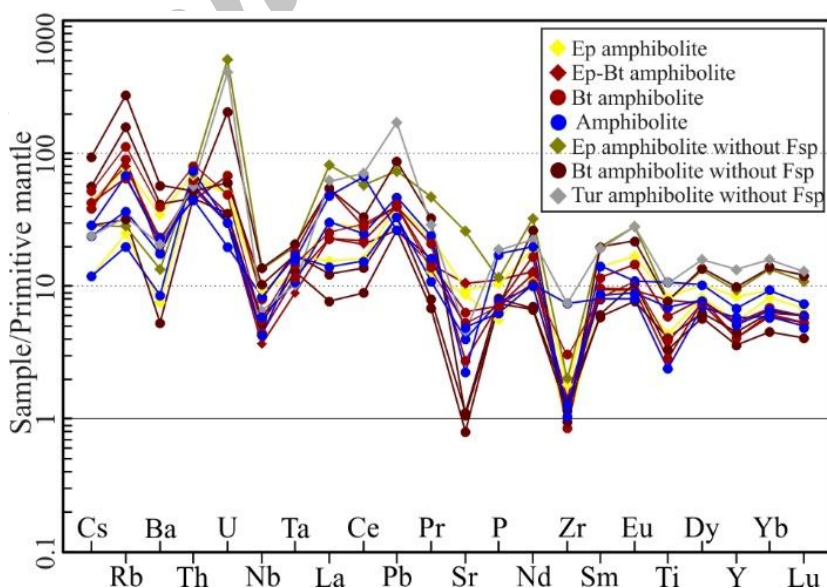 1000
100
10
1
0.1
Sample/Primitive mantle
Ep amphibolite
Ep-Bt amphibolite
Bt amphibolite
Amphibolite
Ep amphibolite without Fsp
Bt amphibolite without Fsp
Tur amphibolite without Fsp
Cs Ba U Ta Ce Pr P Zr Eu Dy Yb
Rb Th Nb La Pb Sr Nd Sm Ti Y Lu